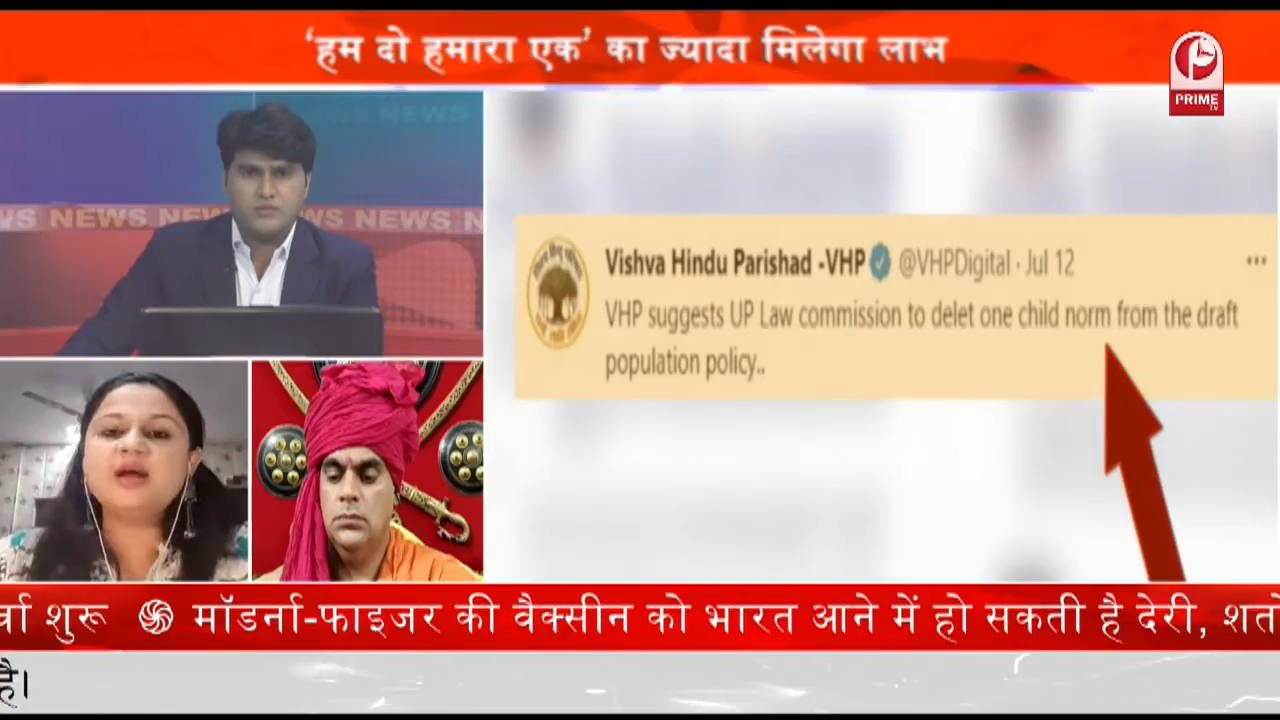 ‘हम दो हमारा एक’ का ज्यादा मिलेगा लाभ
PRIME
TV
NEWS NEWS
NEWS NEWS NEWS NEWS
Vishva Hindu Parishad -VHP @VHPDigital · Jul 12
VHP suggests UP Law commission to delet one child norm from the draft
population policy..
शुरू मॉडर्ना-फाइजर की वैक्सीन को भारत आने में हो सकती है देरी,
है।